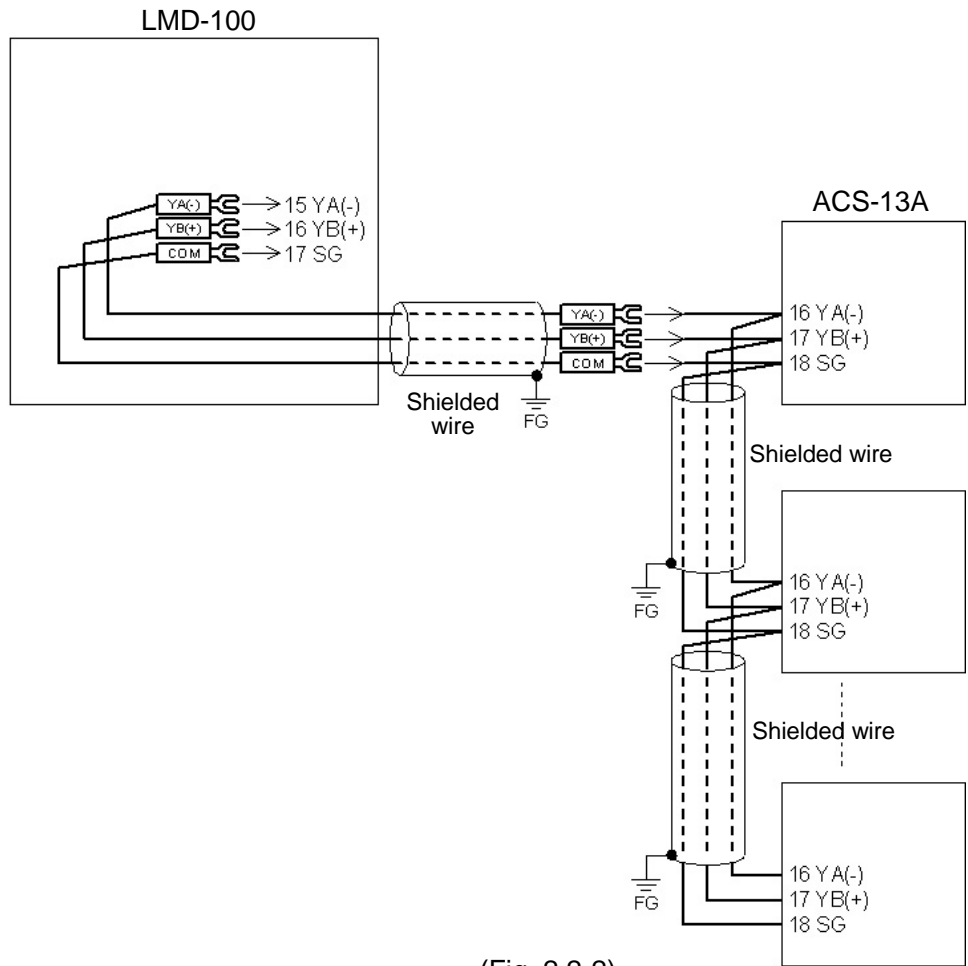 LMD-100
YA(-) 15 YA(-)
YB(+) 16 YB(+)
COM 17 SG
ACS-13A
YA(-) 16 YA(-)
YB(+) 17 YB(+)
COM 18 SG
Shielded
wire
FG
Shielded wire
FG
16 YA(-)
17 YB(+)
18 SG
Shielded wire
FG
16 YA(-)
17 YB(+)
18 SG